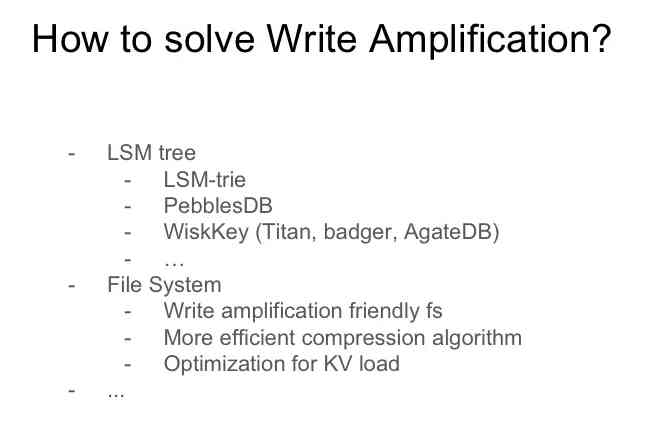 How to solve Write Amplification?
- LSM tree
- LSM-trie
- PebblesDB
- WiskKey (Titan, badger, AgateDB)
- …
- File System
- Write amplification friendly fs
- More efficient compression algorithm
- Optimization for KV load
- ...